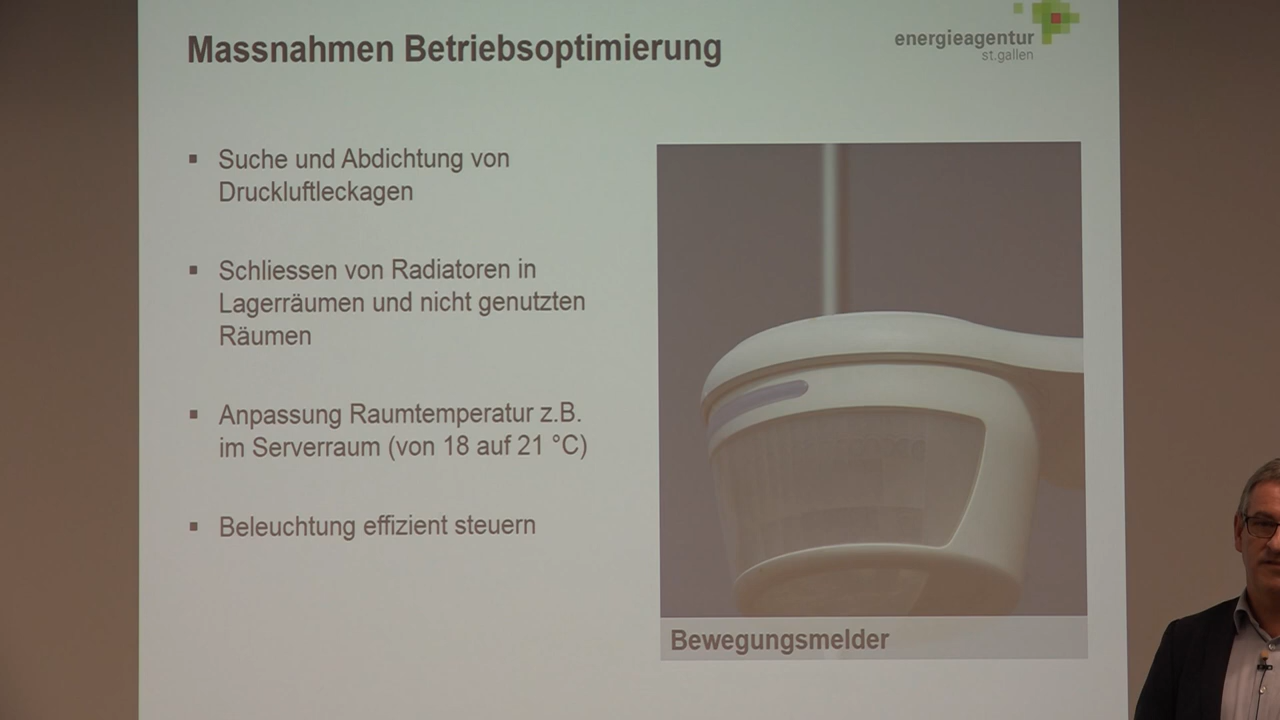 Massnahmen Betriebsoptimierung
energieagentur
st.gallen
▪ Suche und Abdichtung von
Druckluftleckagen
▪ Schliessen von Radiatoren in
Lagerräumen und nicht genutzten
Räumen
▪ Anpassung Raumtemperatur z.B.
im Serverraum (von 18 auf 21 °C)
▪ Beleuchtung effizient steuern
Bewegungsmelder